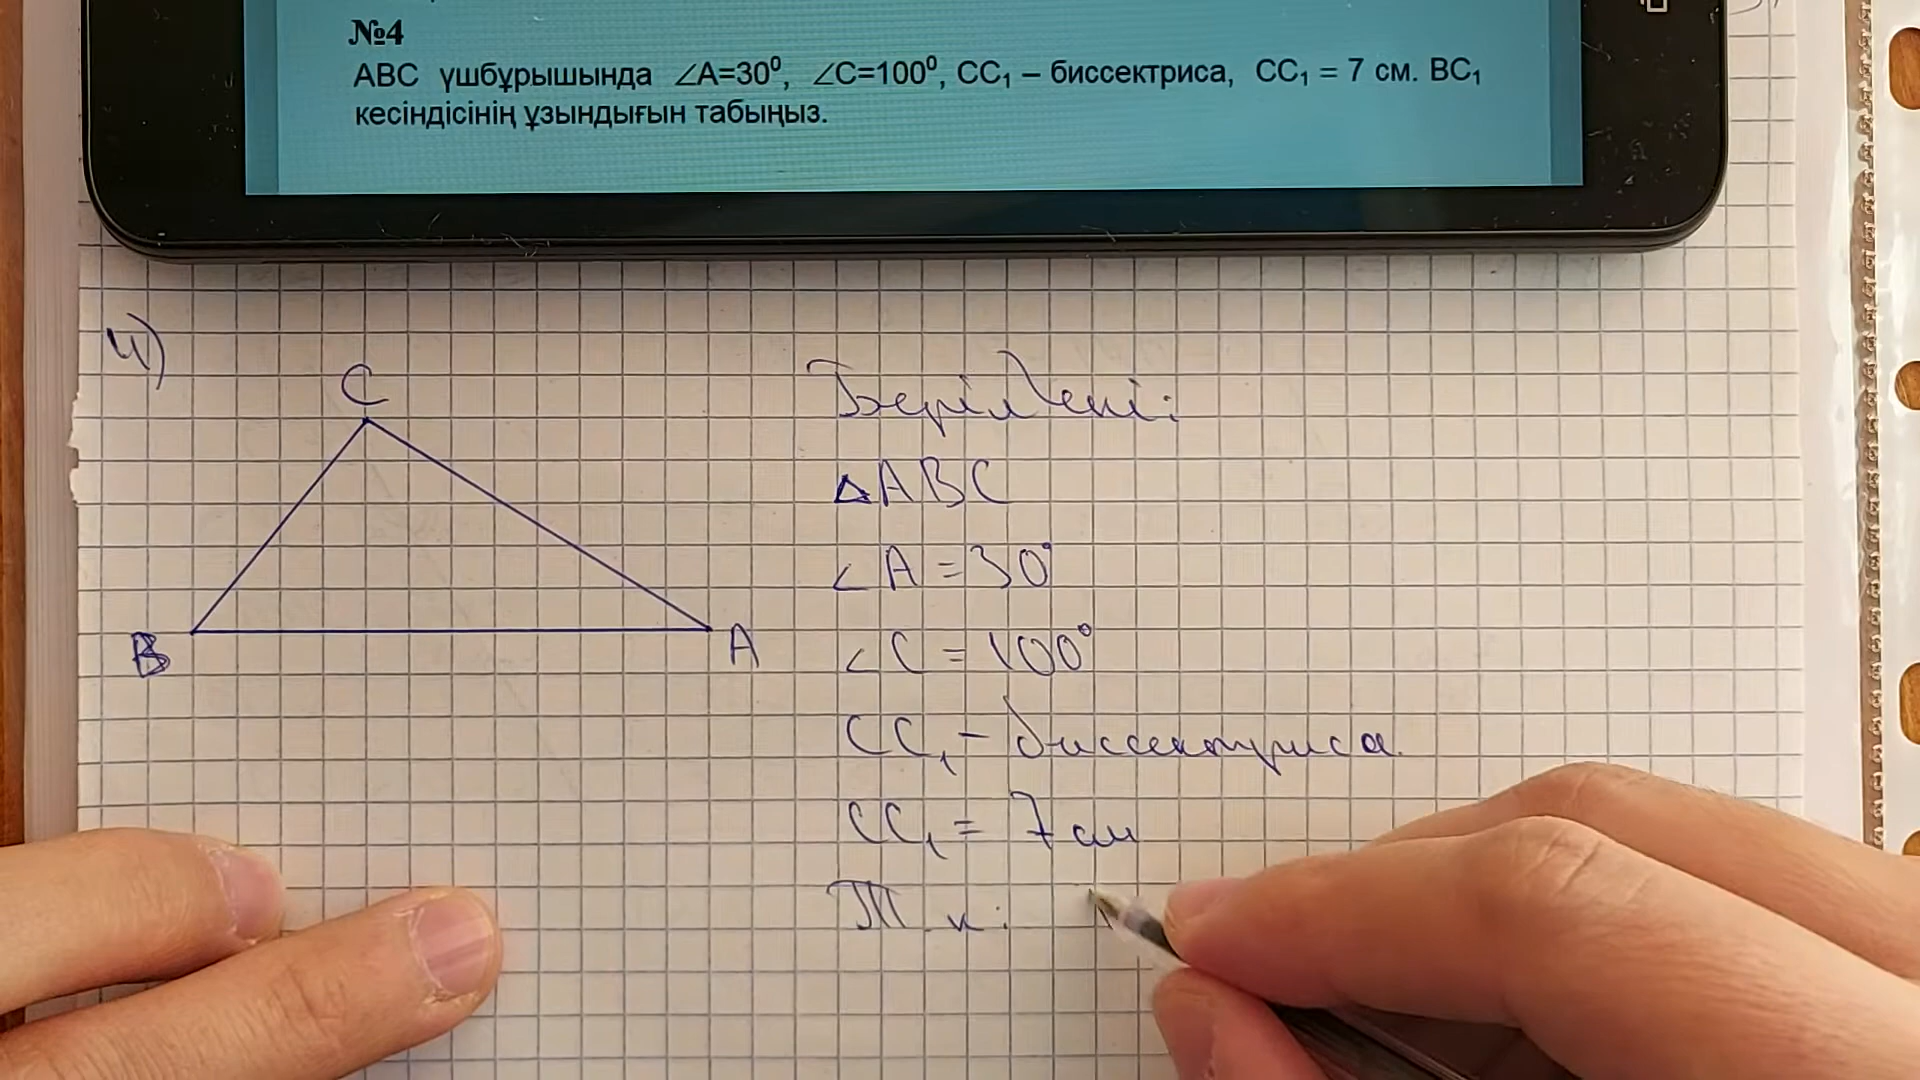 №4
ABC үшбұрышында ∠A=30⁰, ∠C=100⁰, CC₁ – биссектриса, CC₁ = 7 см. BC₁
кесіндісінің ұзындығын табыңыз.
4)
C
B
A
Берілгені:
△ABC
∠A=30°
∠C=100°
CC₁ – биссектриса.
CC₁ = 7 см
Т.к: